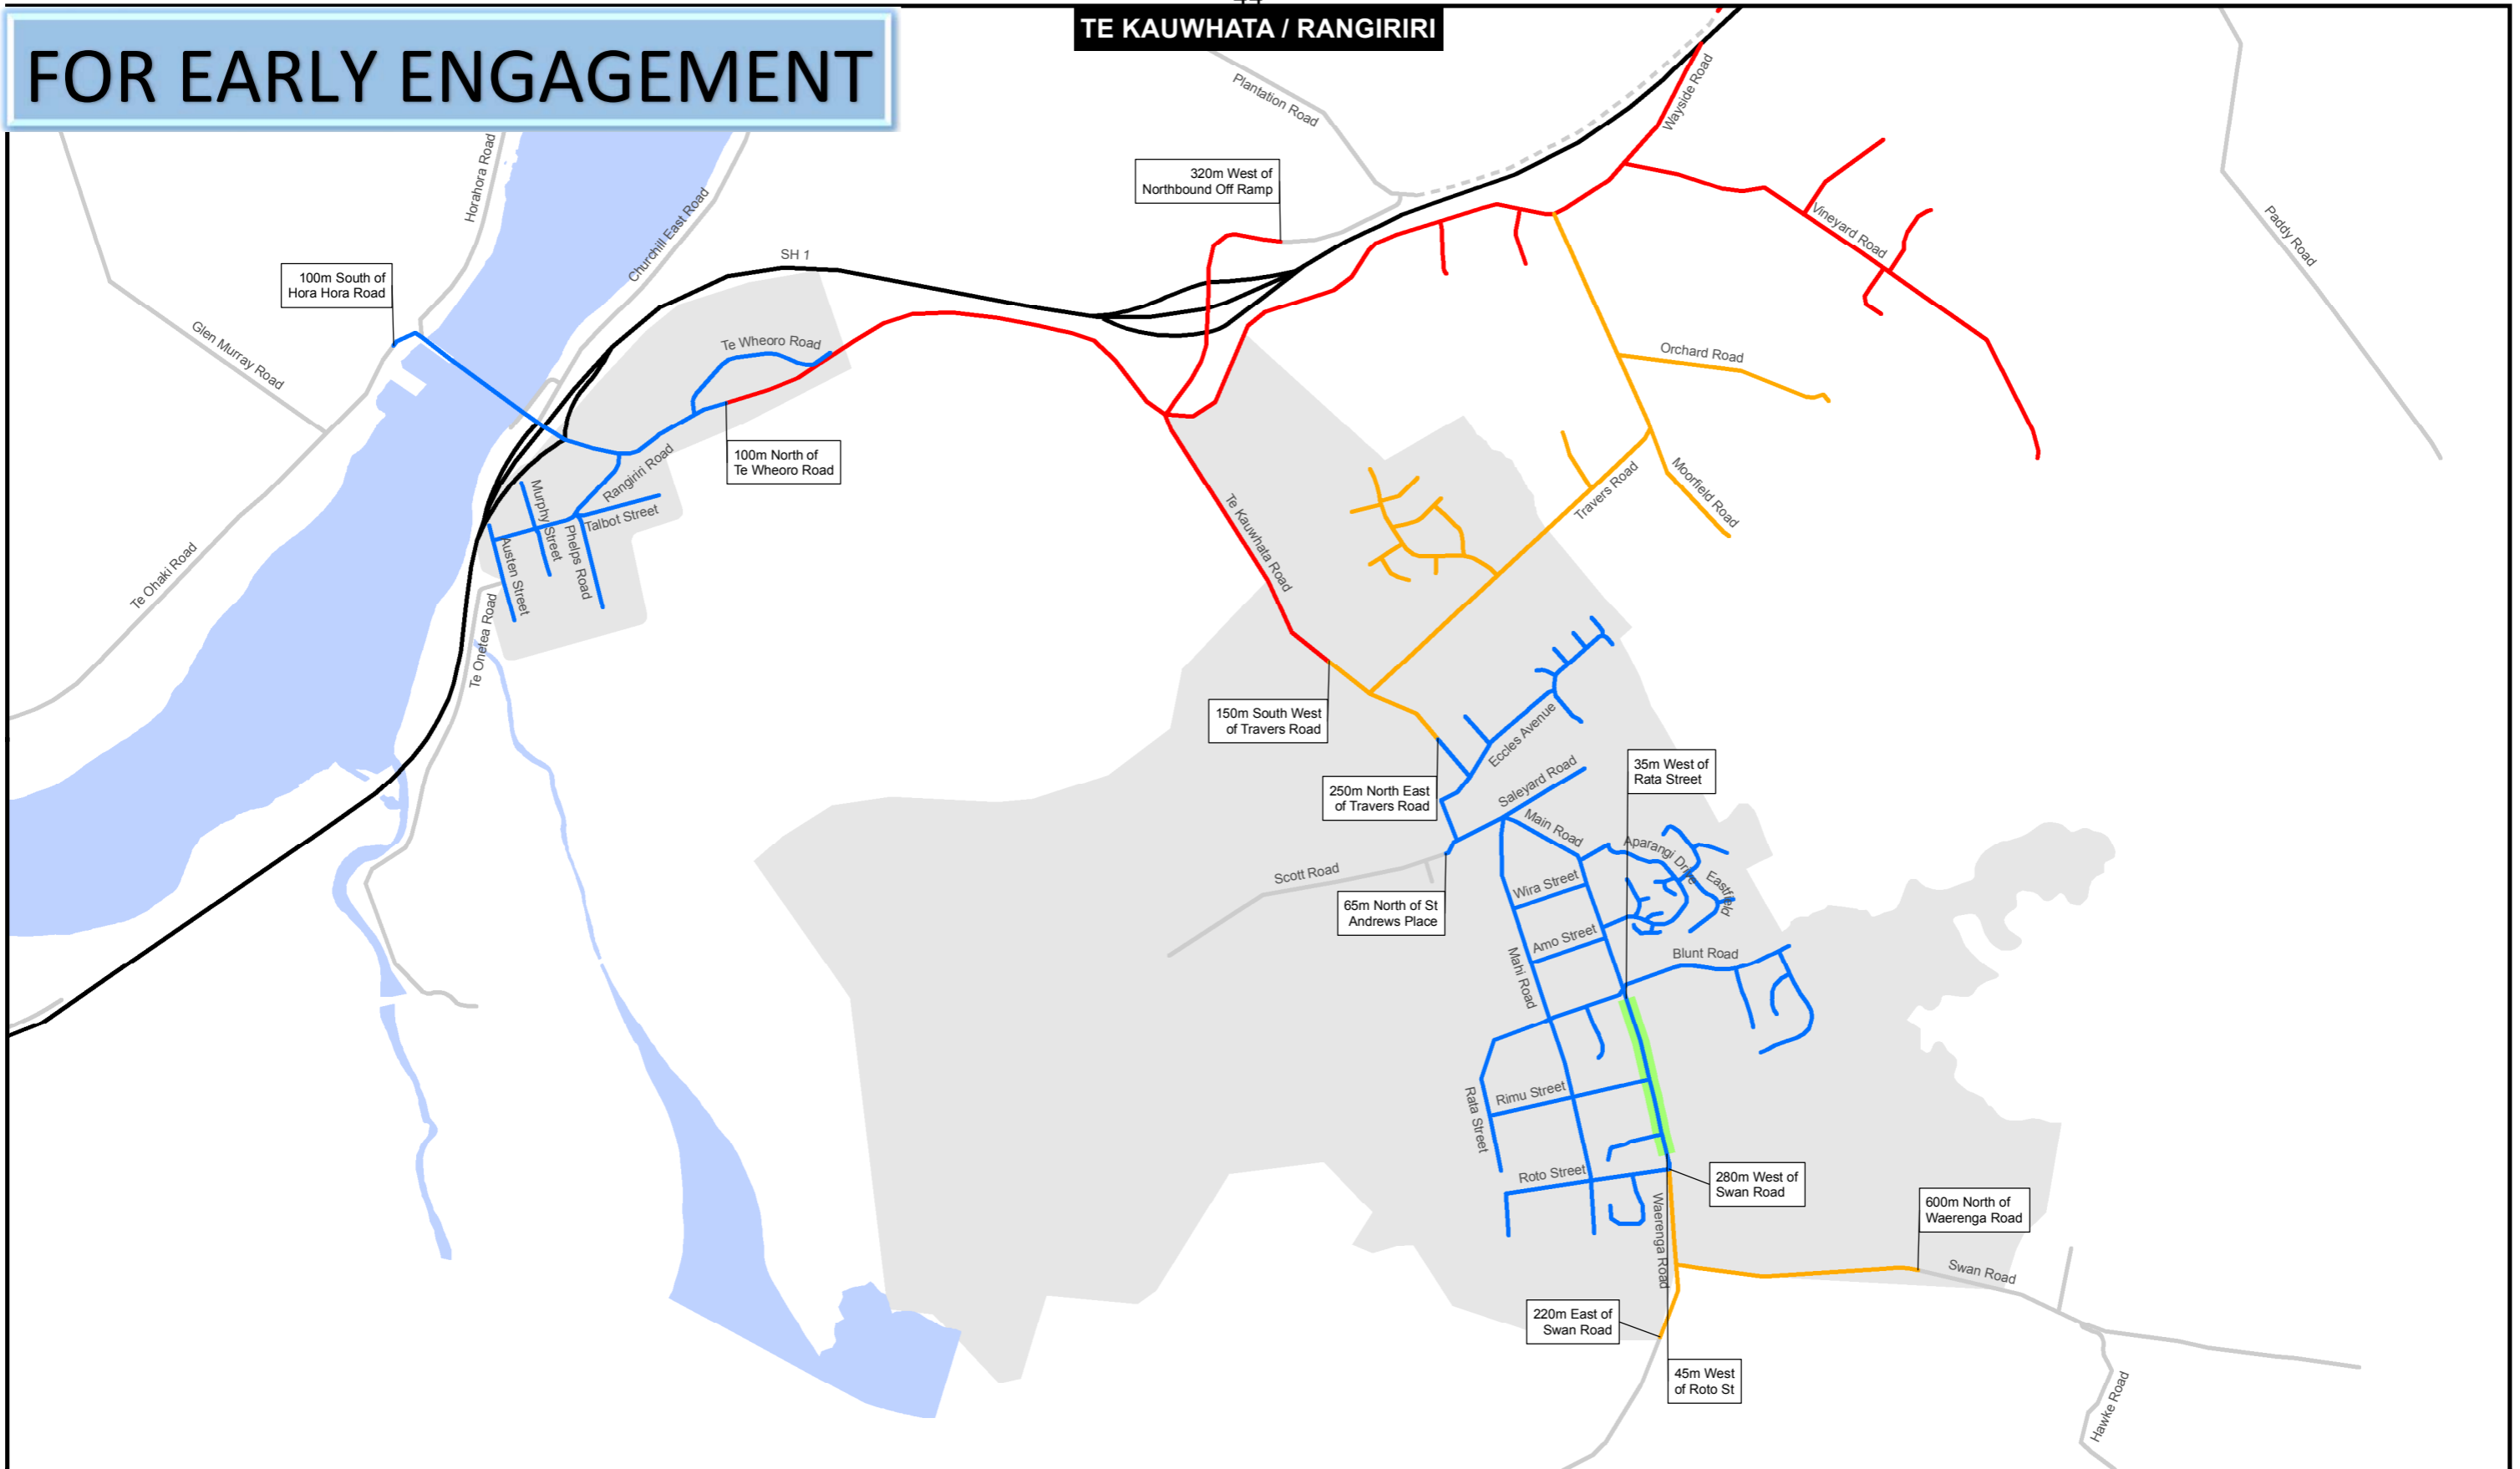 TE KAUWHATA / RANGIRIRI
FOR EARLY ENGAGEMENT
Plantation Road
Wayside Road
Horahora Road
Churchill East Road
320m West of
Northbound Off Ramp
Vineyard Road
Paddy Road
SH 1
100m South of
Hora Hora Road
Glen Murray Road
Te Wheoro Road
Orchard Road
100m North of
Te Wheoro Road
Rangiriri Road
Murphy Street
Talbot Street
Phelps Road
Austen Street
Te Kauwhata Road
Travers Road
Moorfield Road
Te Ohaki Road
Te Onetea Road
150m South West
of Travers Road
Eccles Avenue
35m West of
Rata Street
250m North East
of Travers Road
Saleyard Road
Main Road
Aparangi Drive
Eastfield
Scott Road
Wira Street
65m North of St
Andrews Place
Amo Street
Mahi Road
Blunt Road
Rata Street
Rimu Street
Roto Street
280m West of
Swan Road
Waerenga Road
600m North of
Waerenga Road
Swan Road
220m East of
Swan Road
45m West
of Roto St
Hawke Road